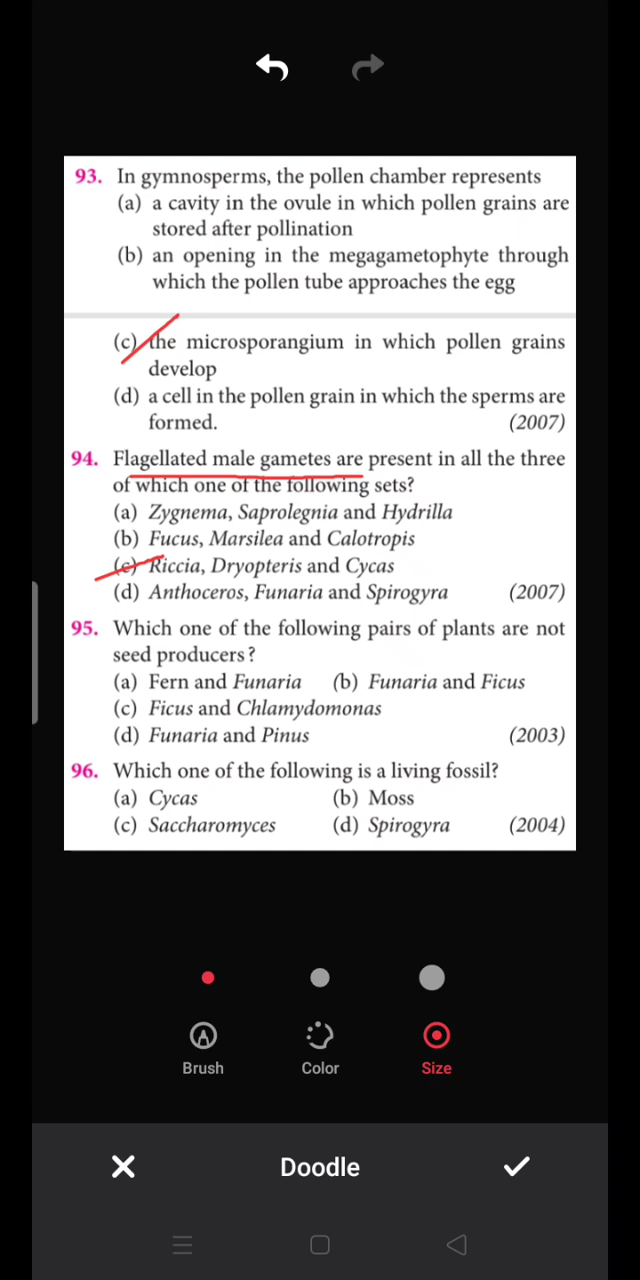 93. In gymnosperms, the pollen chamber represents
(a) a cavity in the ovule in which pollen grains are
stored after pollination
(b) an opening in the megagametophyte through
which the pollen tube approaches the egg
(c) the microsporangium in which pollen grains
develop
(d) a cell in the pollen grain in which the sperms are
formed. (2007)
94. Flagellated male gametes are present in all the three
of which one of the following sets?
(a) Zygnema, Saprolegnia and Hydrilla
(b) Fucus, Marsilea and Calotropis
(c) Riccia, Dryopteris and Cycas
(d) Anthoceros, Funaria and Spirogyra (2007)
95. Which one of the following pairs of plants are not
seed producers?
(a) Fern and Funaria (b) Funaria and Ficus
(c) Ficus and Chlamydomonas
(d) Funaria and Pinus (2003)
96. Which one of the following is a living fossil?
(a) Cycas (b) Moss
(c) Saccharomyces (d) Spirogyra (2004)
Brush Color Size
Doodle